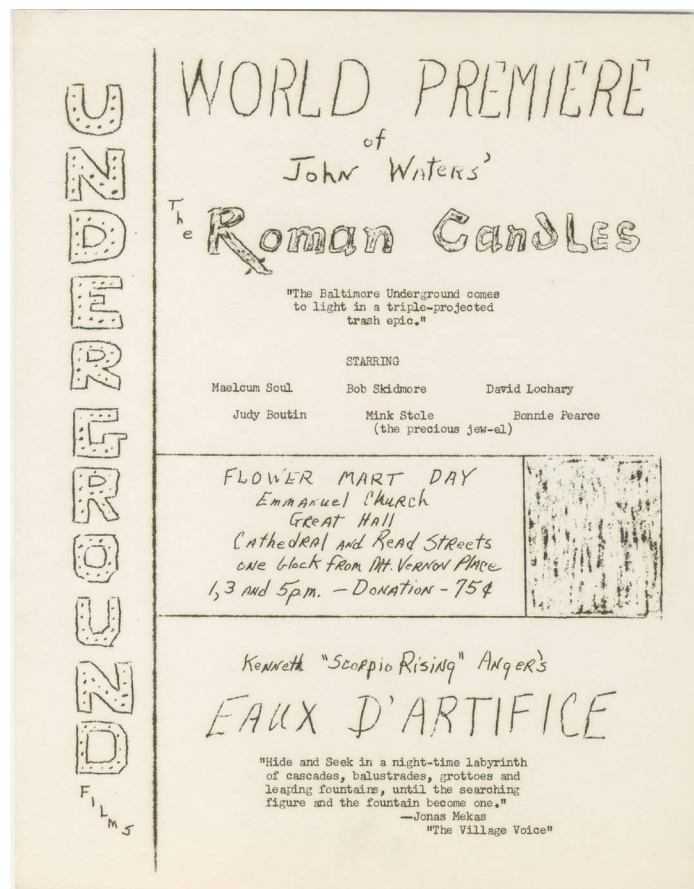 UNDERGROUND
FILMS
WORLD PREMIERE
of
John Waters'
The Roman Candles
"The Baltimore Underground comes
to light in a triple-projected
trash epic."
STARRING
Maelcum Soul Bob Skidmore David Lochary
Judy Boutin Mink Stole Bonnie Pearce
(the precious jew-el)
FLOWER MART DAY
Emmanuel Church
Great Hall
Cathedral and Read Streets
one block from Mt. Vernon Place
1,3 and 5p.m. — Donation - 75¢
Kenneth "Scorpio Rising" Anger's
EAUX D'ARTIFICE
"Hide and Seek in a night-time labyrinth
of cascades, balustrades, grottoes and
leaping fountains, until the searching
figure and the fountain become one."
—Jonas Mekas
"The Village Voice"